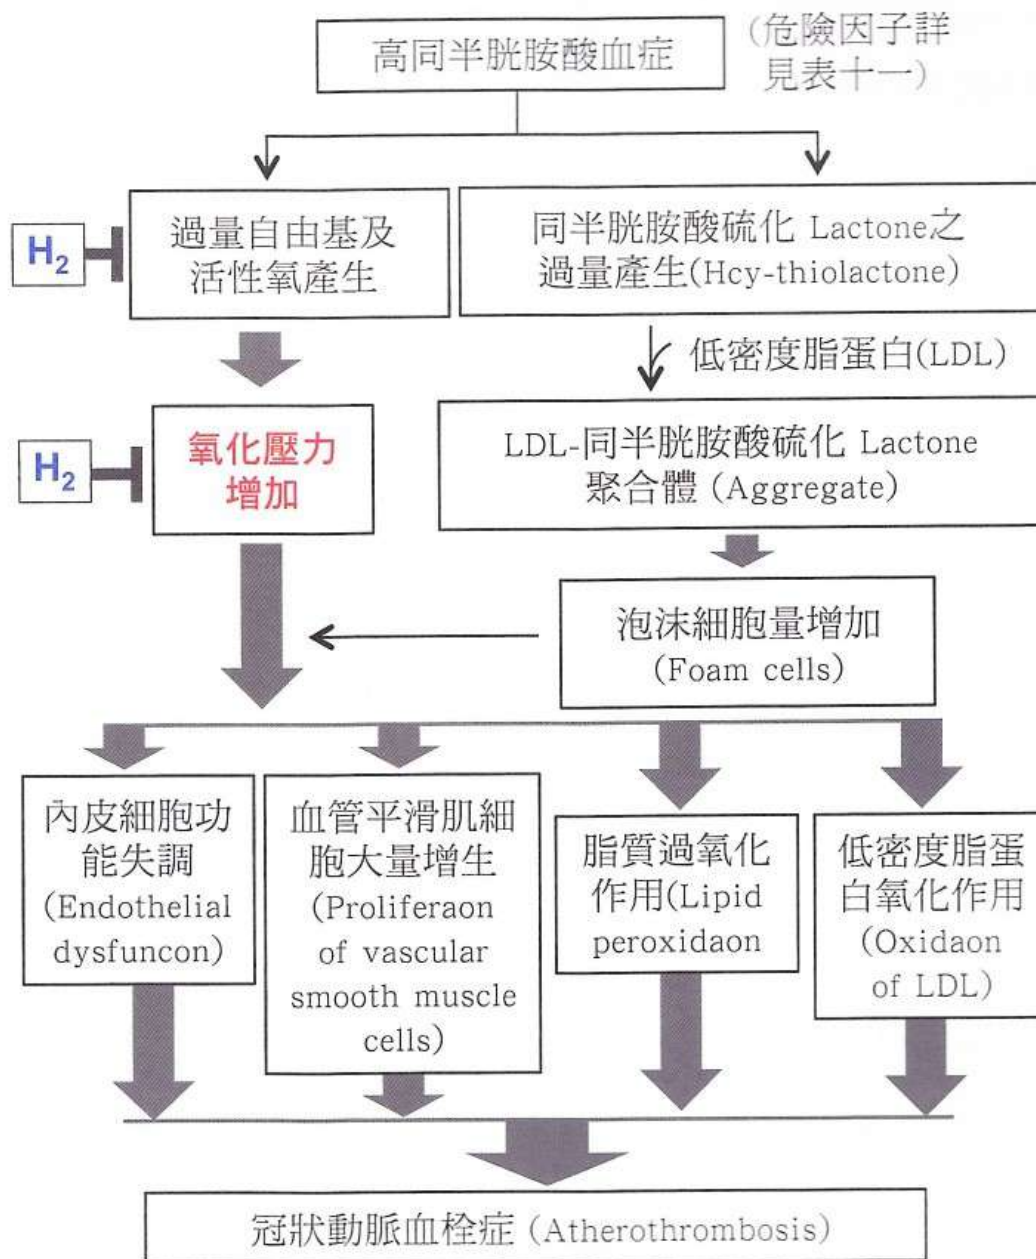 高同半胱胺酸血症
(危險因子詳
見表十一)
H₂
過量自由基及
活性氧產生
同半胱胺酸硫化 Lactone之
過量產生(Hcy-thiolactone)
低密度脂蛋白(LDL)
H₂
氧化壓力
增加
LDL-同半胱胺酸硫化 Lactone
聚合體 (Aggregate)
泡沫細胞量增加
(Foam cells)
內皮細胞功
能失調
(Endothelial
dysfuncon)
血管平滑肌細
胞大量增生
(Proliferaon
of vascular
smooth muscle
cells)
脂質過氧化
作用(Lipid
peroxidaon
低密度脂蛋
白氧化作用
(Oxidaon
of LDL)
冠狀動脈血栓症 (Atherothrombosis)